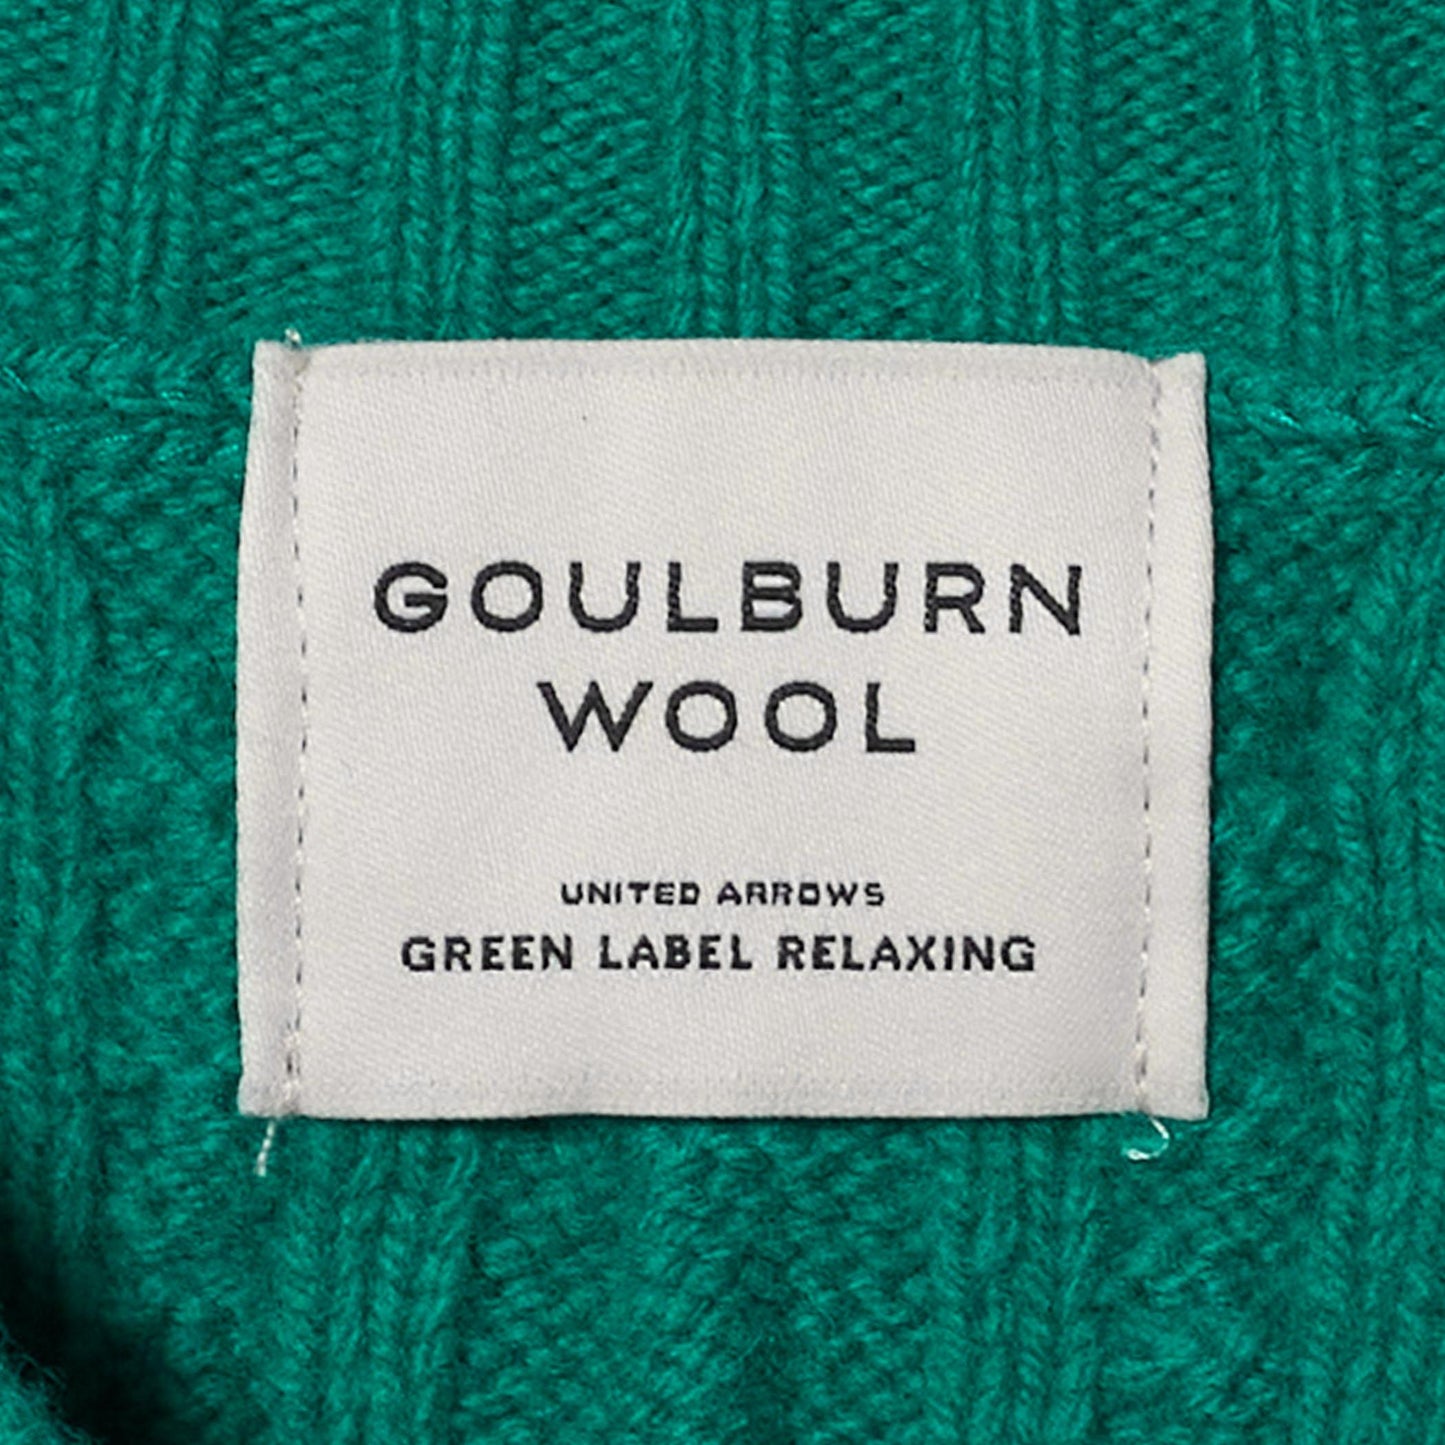 GOULBURN
WOOL
UNITED ARROWS
GREEN LABEL RELAXING